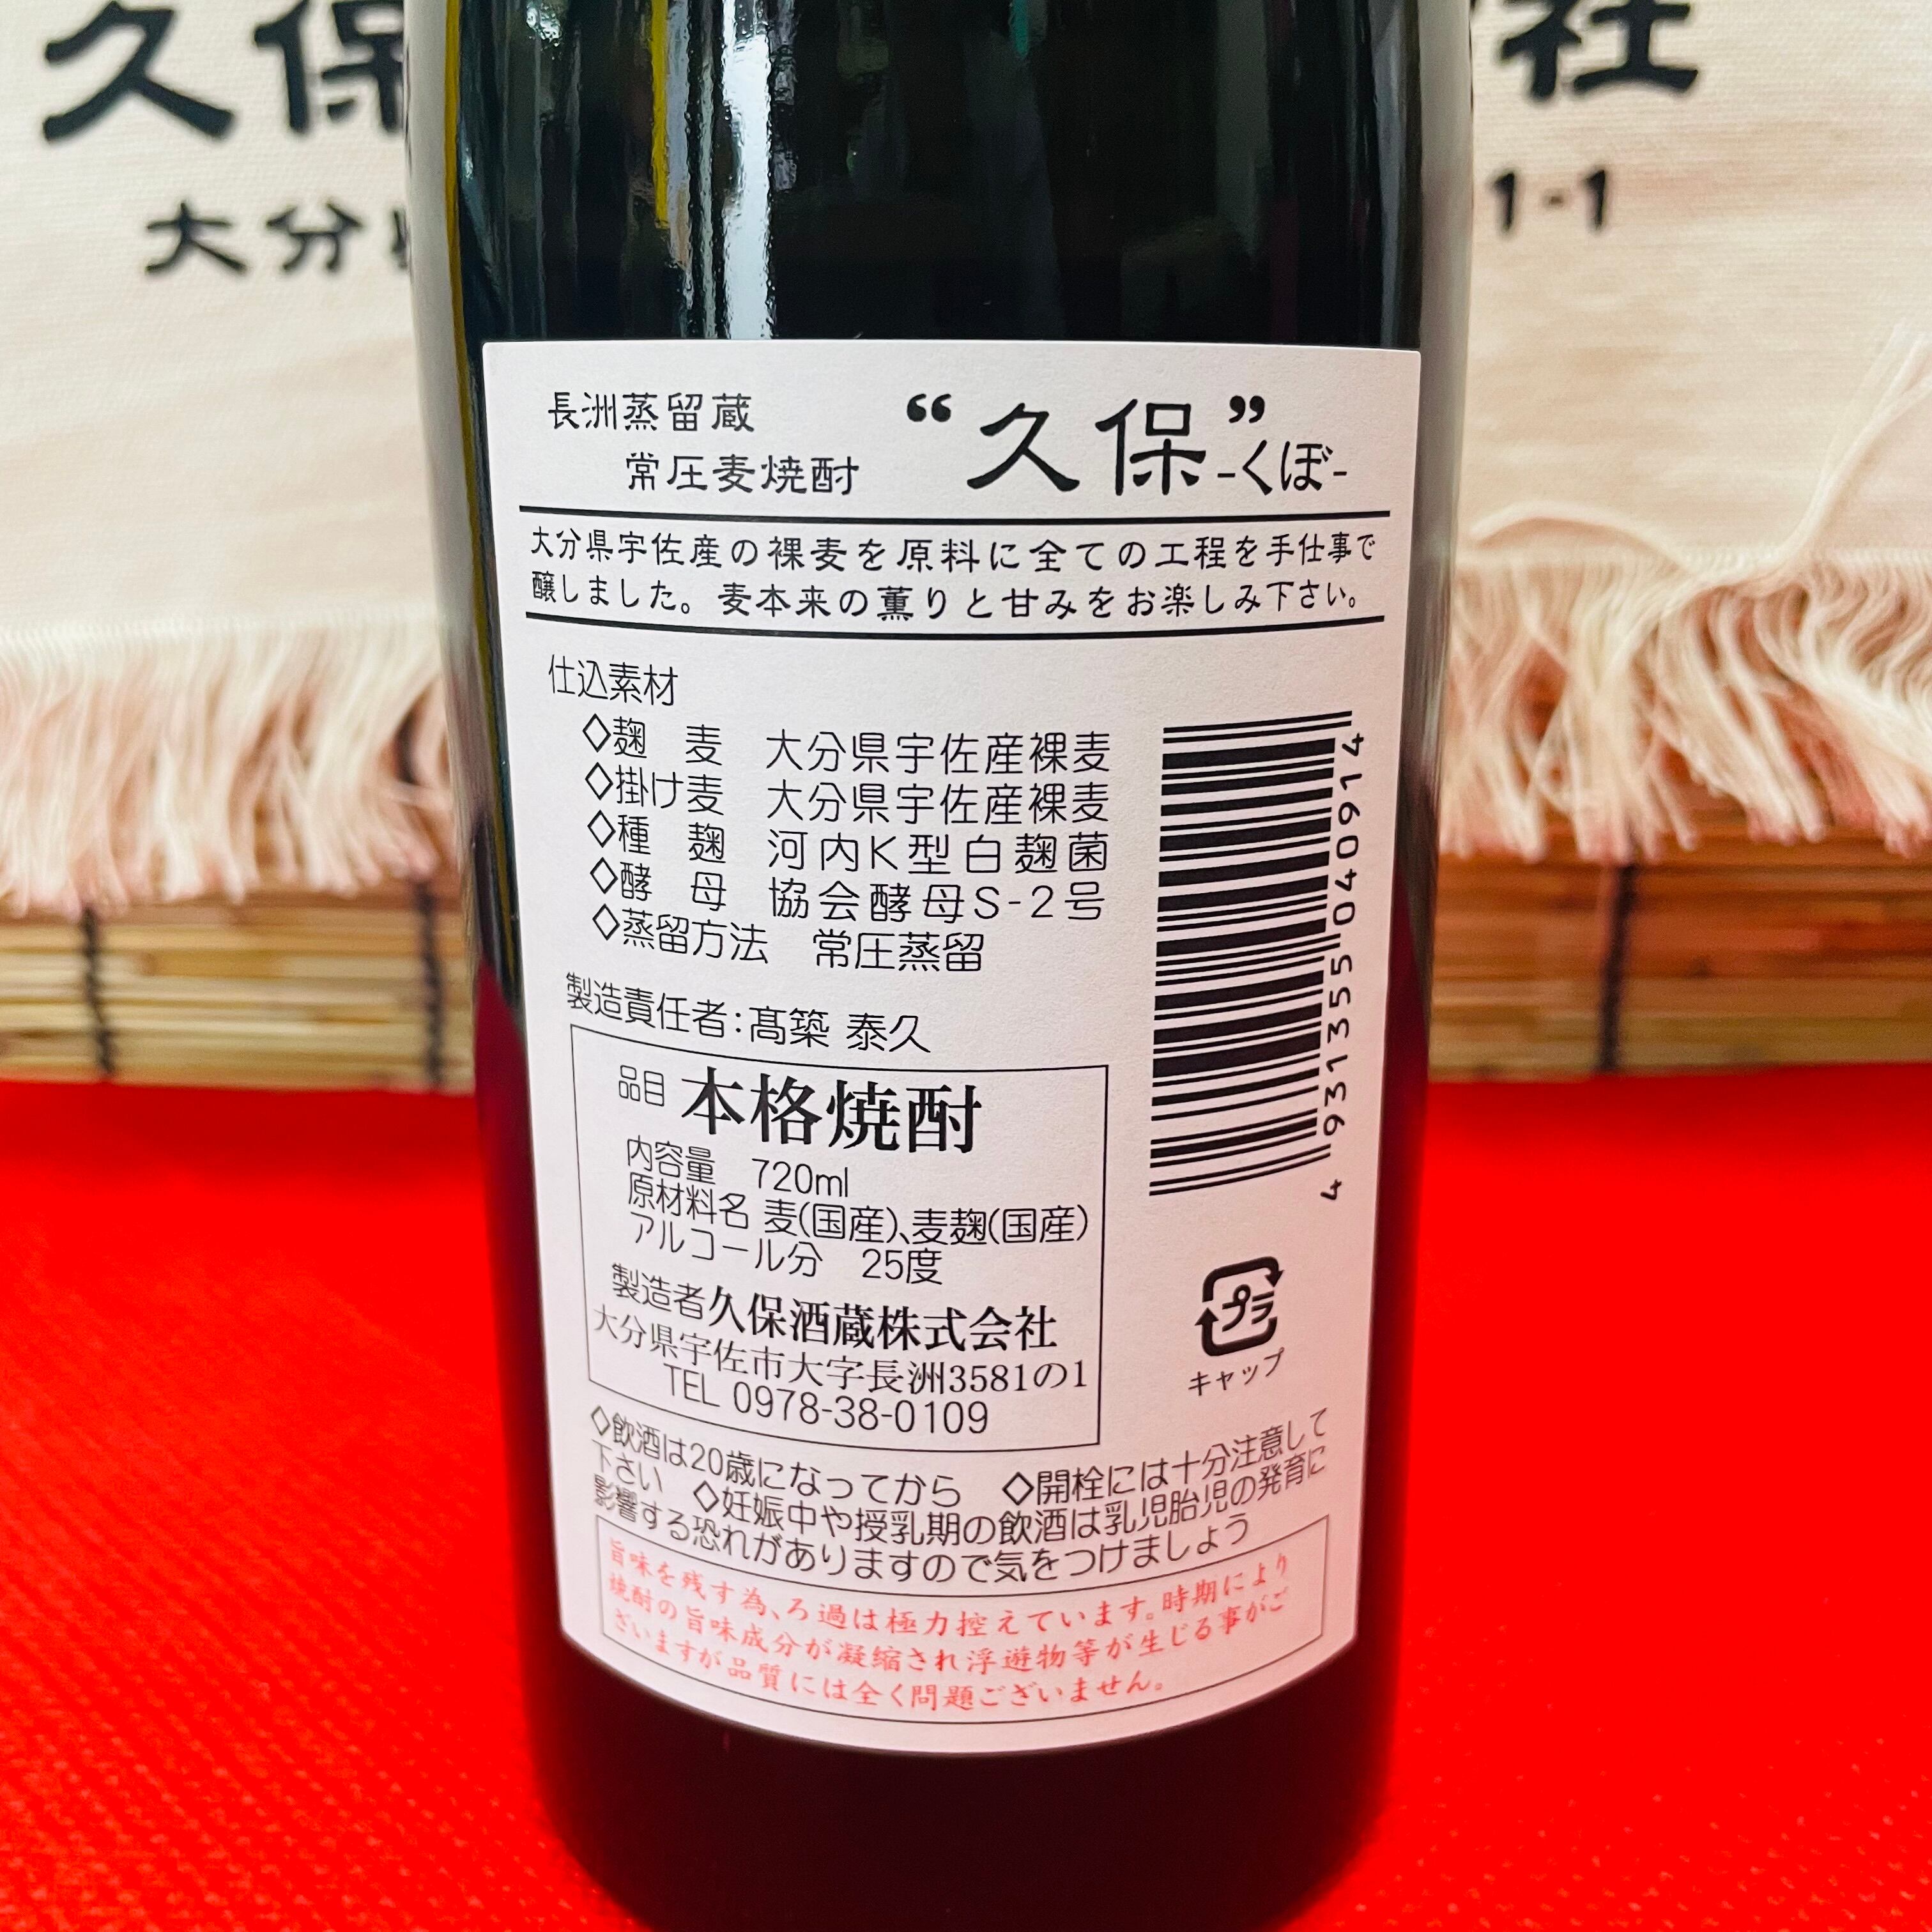 久保
社
大分
1-1
長洲蒸留蔵
常圧麦焼酎
“久保”-くぼ-
大分県宇佐産の裸麦を原料に全ての工程を手仕事で
醸しました。麦本来の薫りと甘みをお楽しみ下さい。
仕込素材
◇麹 麦 大分県宇佐産裸麦
◇掛け麦 大分県宇佐産裸麦
◇種 麹 河内K型白麹菌
◇酵 母 協会酵母S-2号
◇蒸留方法 常圧蒸留
製造責任者:髙築 泰久
品目 本格焼酎
内容量 720ml
原材料名 麦(国産)、麦麹(国産)
アルコール分 25度
製造者 久保酒蔵株式会社
大分県宇佐市大字長洲3581の1
TEL 0978-38-0109
4 931355 040914
プラ
キャップ
◇飲酒は20歳になってから ◇開栓には十分注意して
下さい ◇妊娠中や授乳期の飲酒は乳児胎児の発育に
影響する恐れがありますので気をつけましょう
旨味を残す為、ろ過は極力控えています。時期により
焼酎の旨味成分が凝縮され浮遊物等が生じる事がご
ざいますが品質には全く問題ございません。